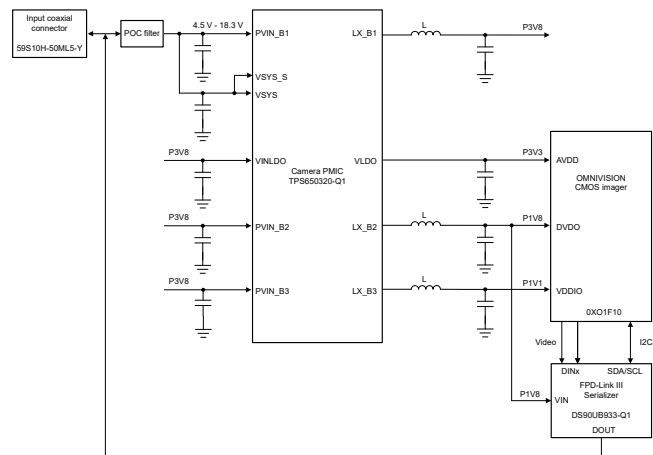 Input coaxial
connector
59S10H-50ML5-Y
POC filter
4.5 V - 18.3 V
PVIN_B1
VSYS_S
VSYS
P3V8
VINLDO
P3V8
PVIN_B2
P3V8
PVIN_B3
Camera PMIC
TPS650320-Q1
LX_B1
L
P3V8
VLDO
P3V3
LX_B2
L
P1V8
LX_B3
L
P1V1
AVDD
OMNIVISION
CMOS imager
DVDO
VDDIO
0XO1F10
Video
I2C
DINx
SDA/SCL
FPD-Link III
Serializer
P1V8
VIN
DS90UB933-Q1
DOUT